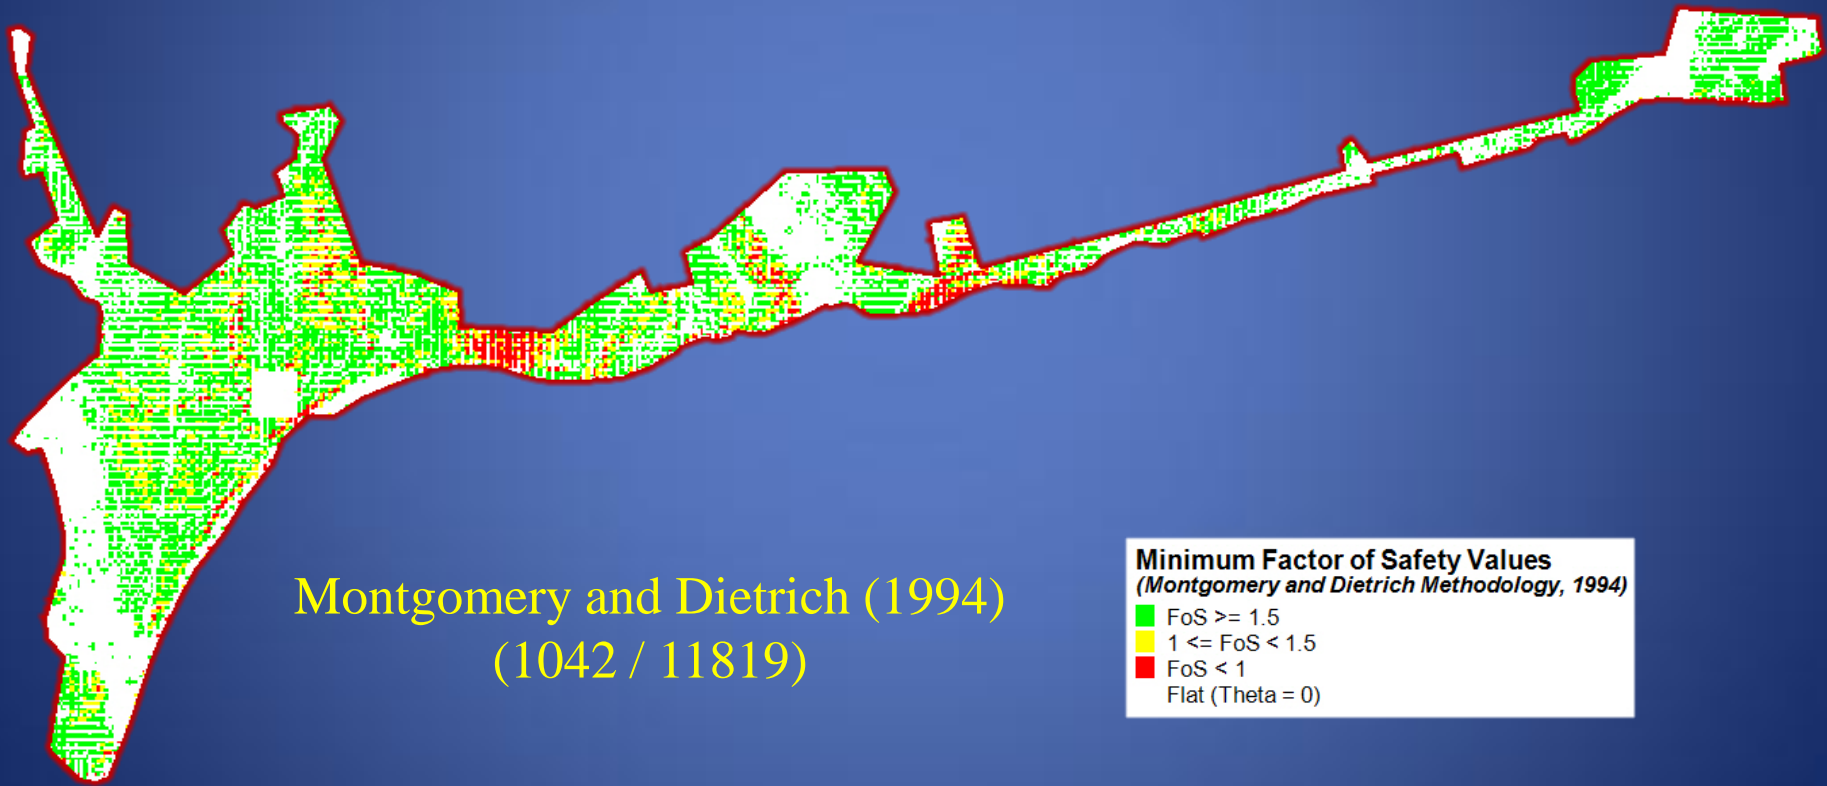 Montgomery and Dietrich (1994)
(1042 / 11819)
Minimum Factor of Safety Values
(Montgomery and Dietrich Methodology, 1994)
FoS >= 1.5
1 <= FoS < 1.5
FoS < 1
Flat (Theta = 0)